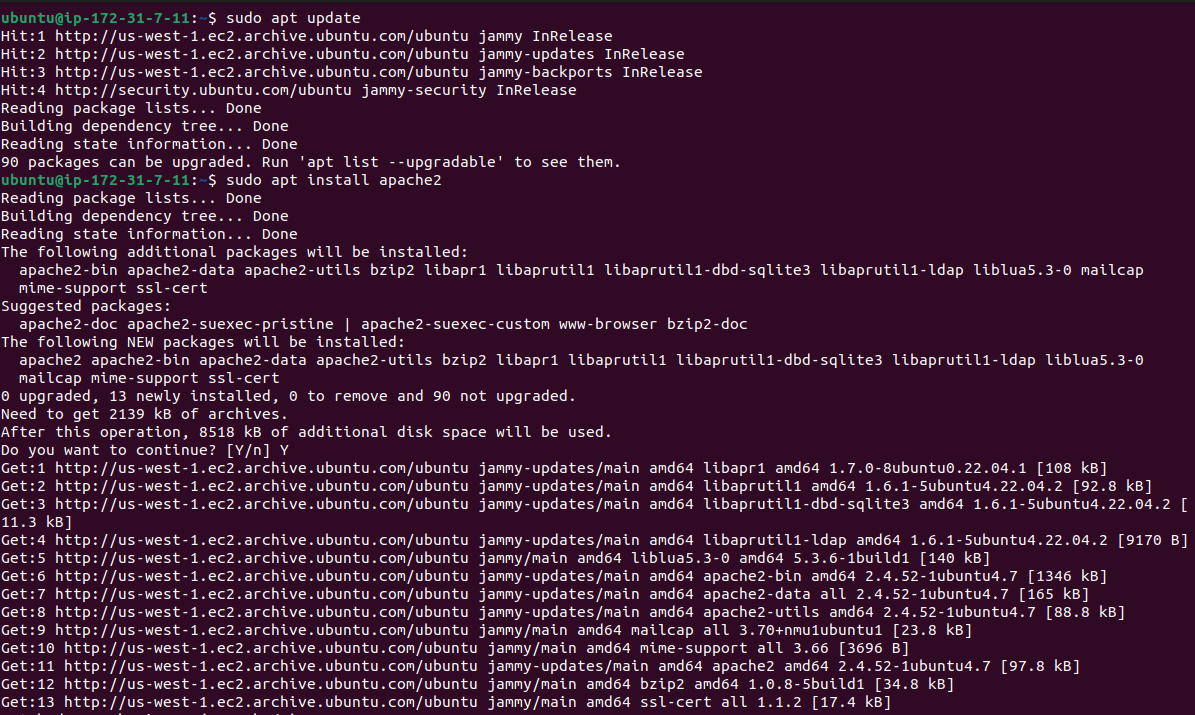 ubuntu@ip-172-31-7-11:~$ sudo apt update
Hit:1 http://us-west-1.ec2.archive.ubuntu.com/ubuntu jammy InRelease
Hit:2 http://us-west-1.ec2.archive.ubuntu.com/ubuntu jammy-updates InRelease
Hit:3 http://us-west-1.ec2.archive.ubuntu.com/ubuntu jammy-backports InRelease
Hit:4 http://security.ubuntu.com/ubuntu jammy-security InRelease
Reading package lists... Done
Building dependency tree... Done
Reading state information... Done
90 packages can be upgraded. Run 'apt list --upgradable' to see them.
ubuntu@ip-172-31-7-11:~$ sudo apt install apache2
Reading package lists... Done
Building dependency tree... Done
Reading state information... Done
The following additional packages will be installed:
  apache2-bin apache2-data apache2-utils bzip2 libapr1 libaprutil1 libaprutil1-dbd-sqlite3 libaprutil1-ldap liblua5.3-0 mailcap
  mime-support ssl-cert
Suggested packages:
  apache2-doc apache2-suexec-pristine | apache2-suexec-custom www-browser bzip2-doc
The following NEW packages will be installed:
  apache2 apache2-bin apache2-data apache2-utils bzip2 libapr1 libaprutil1 libaprutil1-dbd-sqlite3 libaprutil1-ldap liblua5.3-0
  mailcap mime-support ssl-cert
0 upgraded, 13 newly installed, 0 to remove and 90 not upgraded.
Need to get 2139 kB of archives.
After this operation, 8518 kB of additional disk space will be used.
Do you want to continue? [Y/n] Y
Get:1 http://us-west-1.ec2.archive.ubuntu.com/ubuntu jammy-updates/main amd64 libapr1 amd64 1.7.0-8ubuntu0.22.04.1 [108 kB]
Get:2 http://us-west-1.ec2.archive.ubuntu.com/ubuntu jammy-updates/main amd64 libaprutil1 amd64 1.6.1-5ubuntu4.22.04.2 [92.8 kB]
Get:3 http://us-west-1.ec2.archive.ubuntu.com/ubuntu jammy-updates/main amd64 libaprutil1-dbd-sqlite3 amd64 1.6.1-5ubuntu4.22.04.2 [
11.3 kB]
Get:4 http://us-west-1.ec2.archive.ubuntu.com/ubuntu jammy-updates/main amd64 libaprutil1-ldap amd64 1.6.1-5ubuntu4.22.04.2 [9170 B]
Get:5 http://us-west-1.ec2.archive.ubuntu.com/ubuntu jammy/main amd64 liblua5.3-0 amd64 5.3.6-1build1 [140 kB]
Get:6 http://us-west-1.ec2.archive.ubuntu.com/ubuntu jammy-updates/main amd64 apache2-bin amd64 2.4.52-1ubuntu4.7 [1346 kB]
Get:7 http://us-west-1.ec2.archive.ubuntu.com/ubuntu jammy-updates/main amd64 apache2-data all 2.4.52-1ubuntu4.7 [165 kB]
Get:8 http://us-west-1.ec2.archive.ubuntu.com/ubuntu jammy-updates/main amd64 apache2-utils amd64 2.4.52-1ubuntu4.7 [88.8 kB]
Get:9 http://us-west-1.ec2.archive.ubuntu.com/ubuntu jammy/main amd64 mailcap all 3.70+nmu1ubuntu1 [23.8 kB]
Get:10 http://us-west-1.ec2.archive.ubuntu.com/ubuntu jammy/main amd64 mime-support all 3.66 [3696 B]
Get:11 http://us-west-1.ec2.archive.ubuntu.com/ubuntu jammy-updates/main amd64 apache2 amd64 2.4.52-1ubuntu4.7 [97.8 kB]
Get:12 http://us-west-1.ec2.archive.ubuntu.com/ubuntu jammy/main amd64 bzip2 amd64 1.0.8-5build1 [34.8 kB]
Get:13 http://us-west-1.ec2.archive.ubuntu.com/ubuntu jammy/main amd64 ssl-cert all 1.1.2 [17.4 kB]